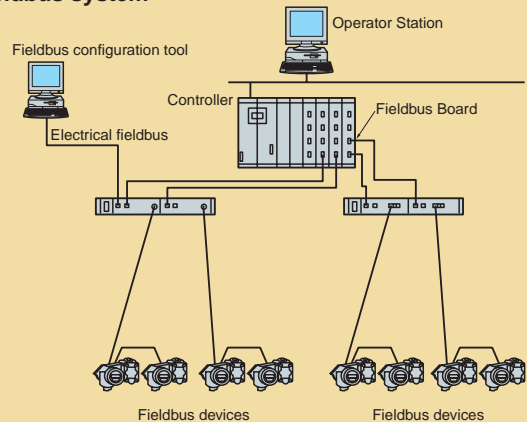 Operator Station
Fieldbus configuration tool
Controller
Fieldbus Board
Electrical fieldbus
Fieldbus devices
Fieldbus devices